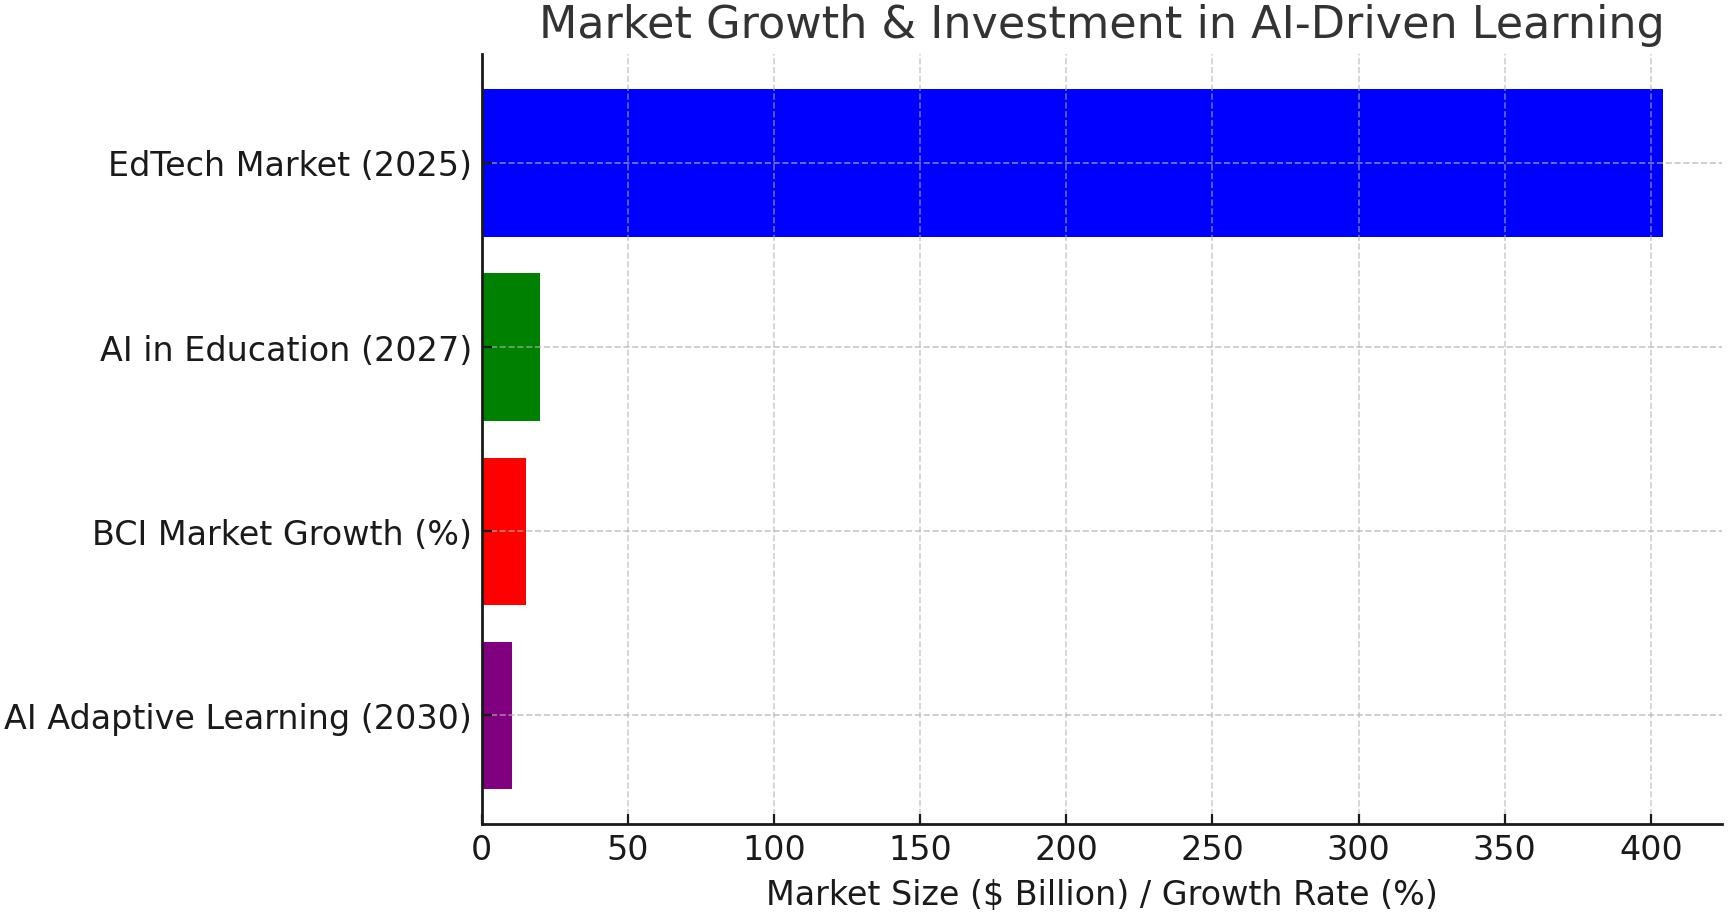 Market Growth & Investment in AI-Driven Learning
EdTech Market (2025)
AI in Education (2027)
BCI Market Growth (%)
AI Adaptive Learning (2030)
0 50 100 150 200 250 300 350 400
Market Size ($ Billion) / Growth Rate (%)